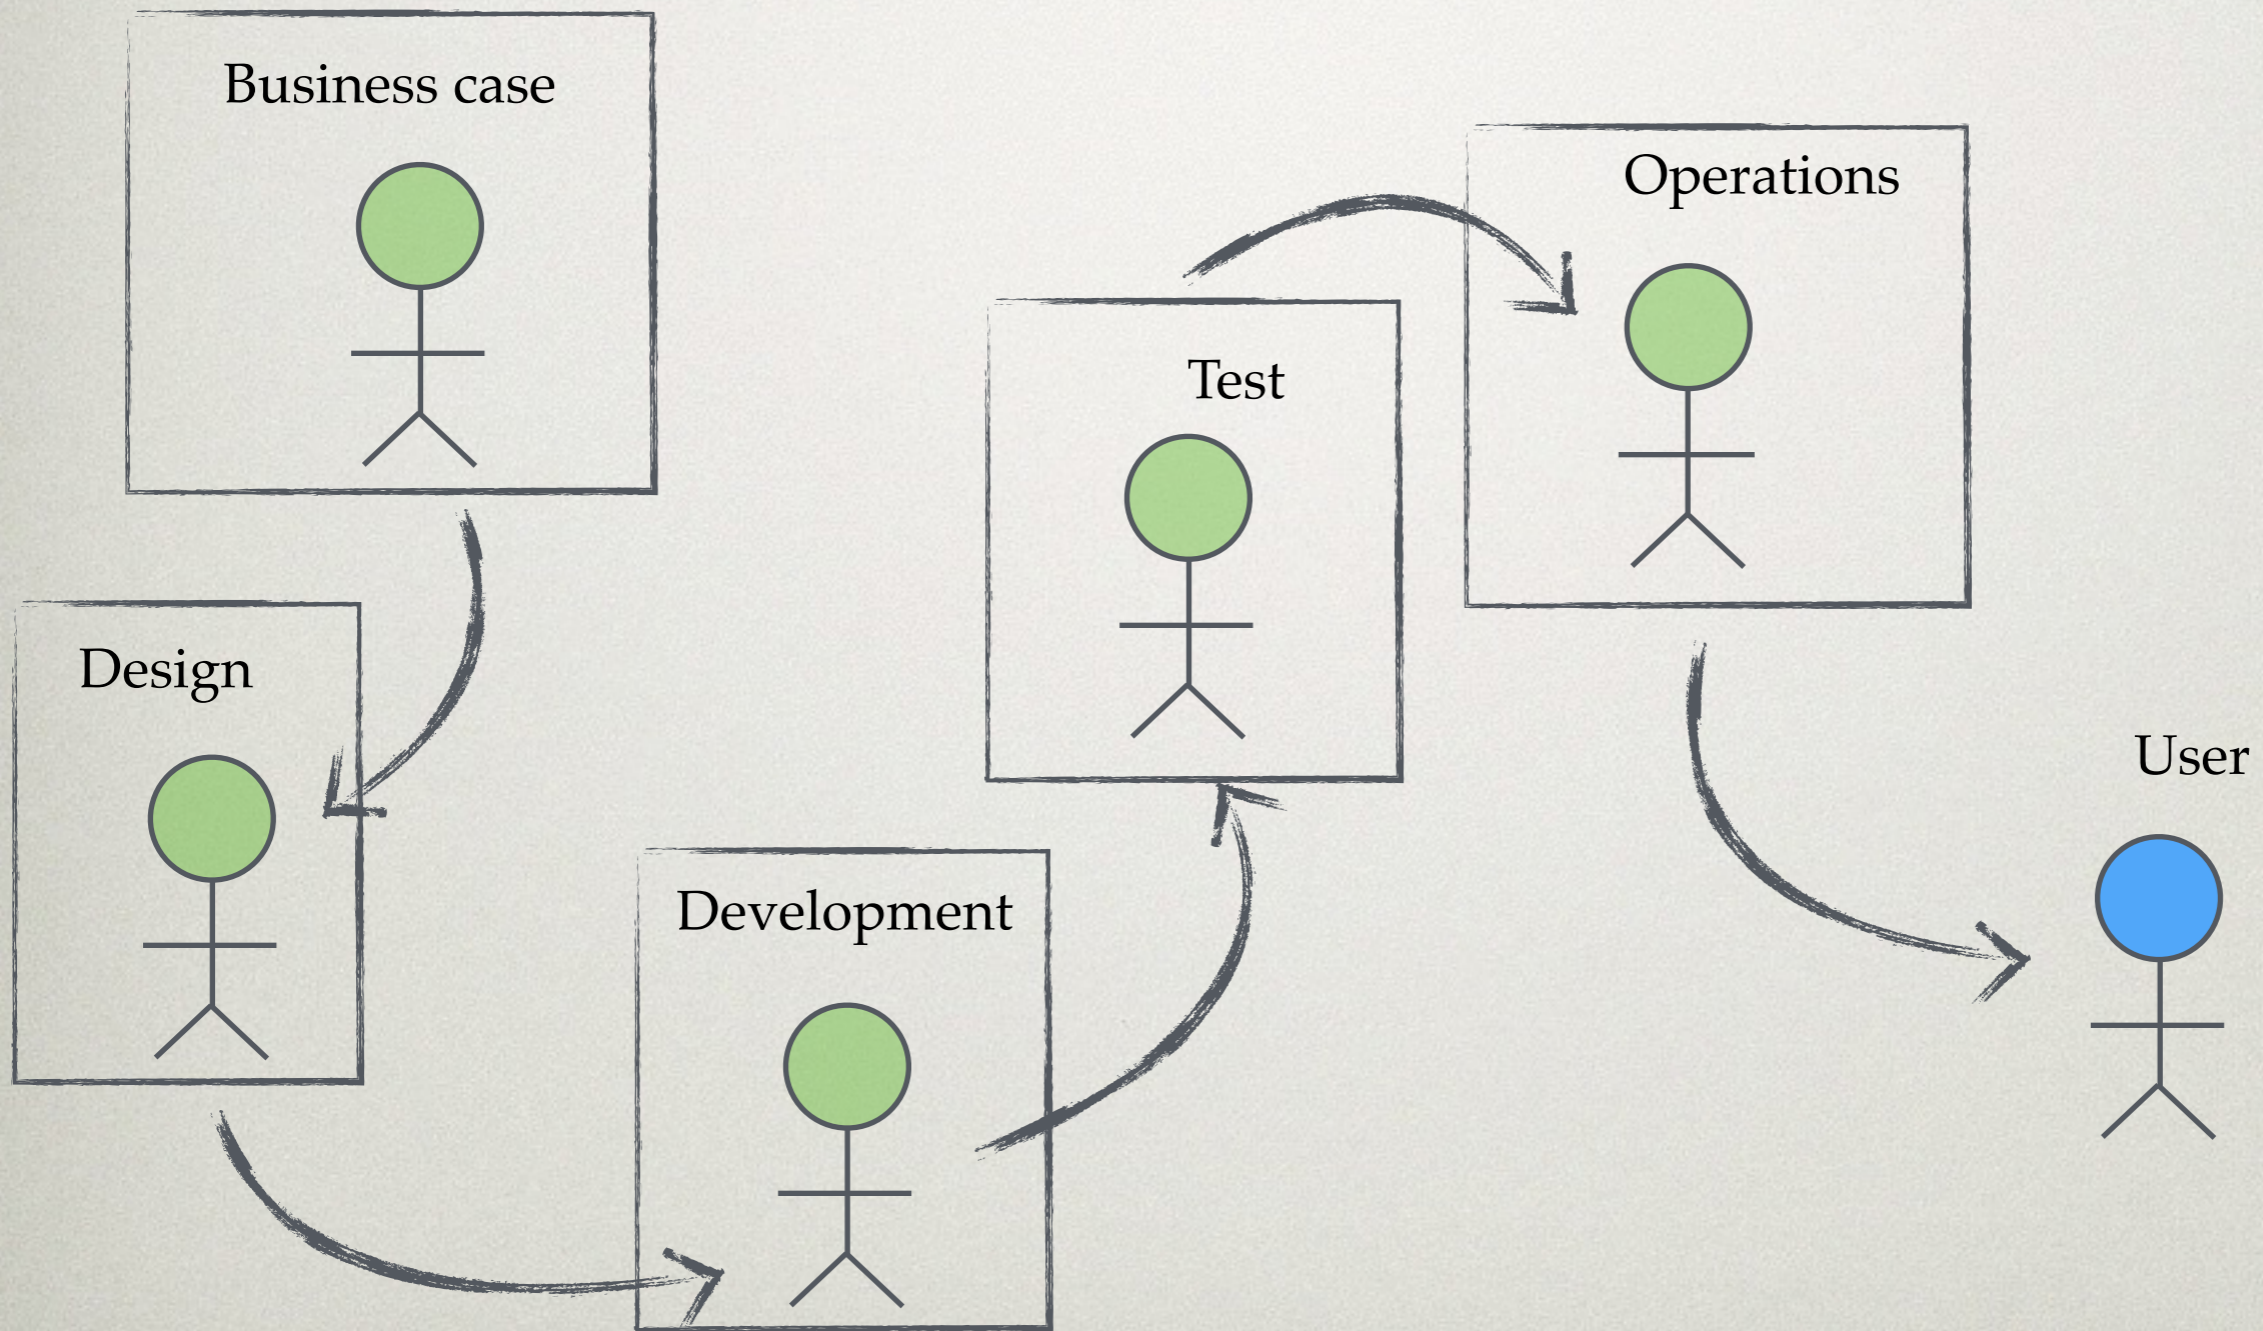 Business case
Design
Development
Test
Operations
User